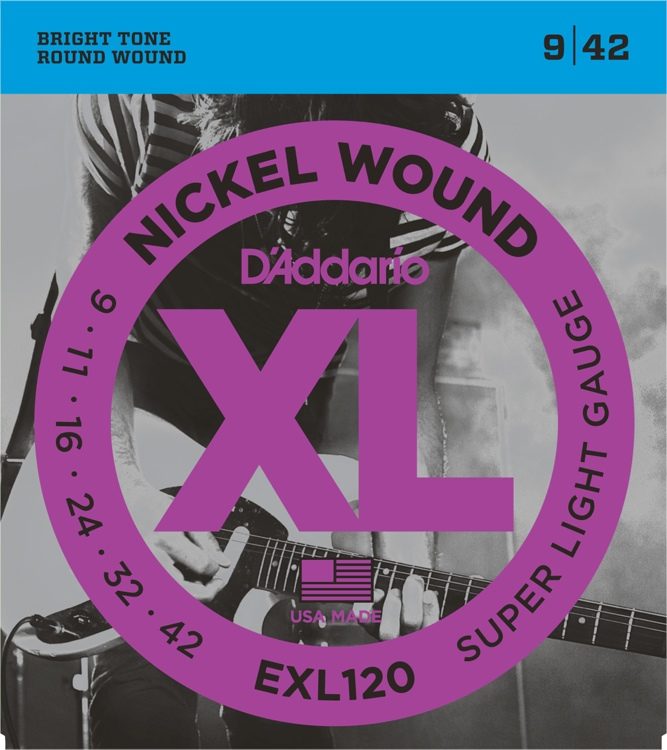 BRIGHT TONE
ROUND WOUND
9|42
NICKEL WOUND
D'Addario
XL
9 · 11 · 16 · 24 · 32 · 42
SUPER LIGHT GAUGE
USA MADE
EXL120